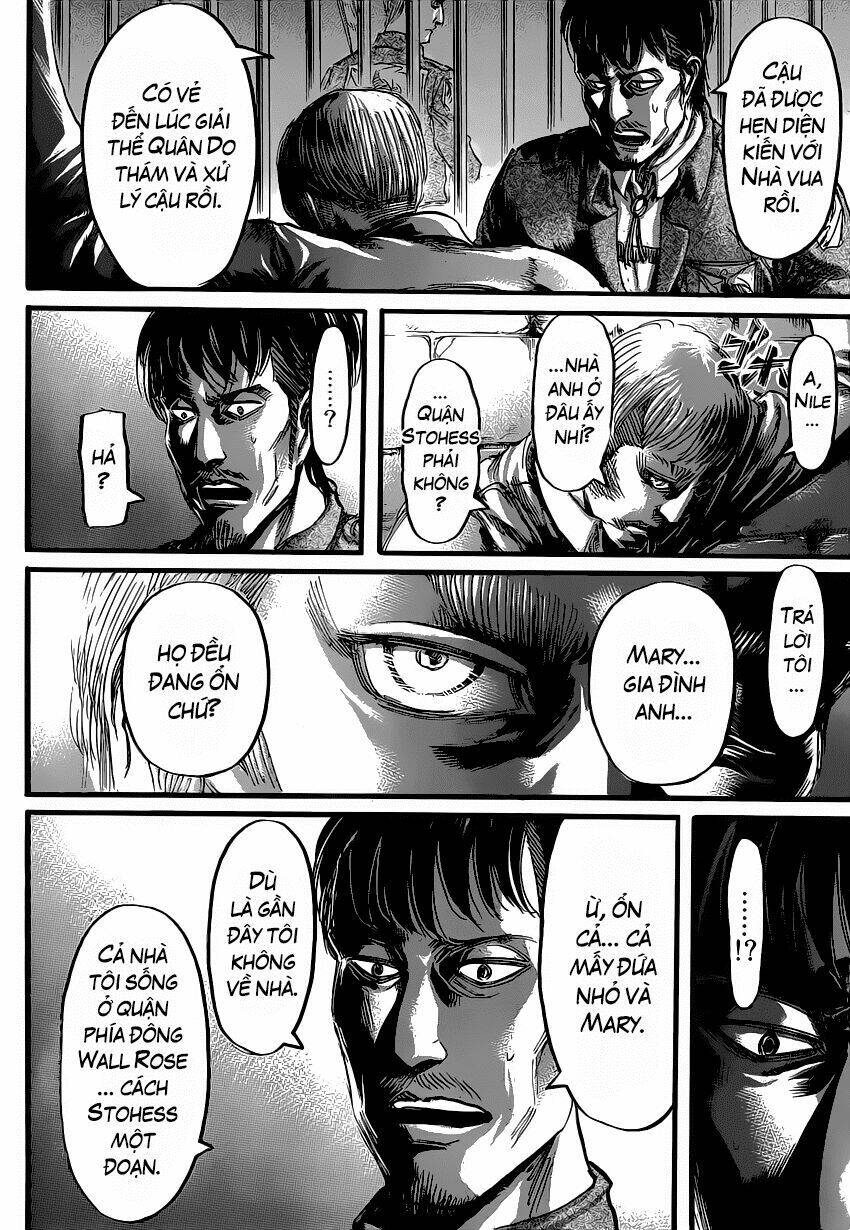 CẬU
ĐÃ ĐƯỢC
HẸN DIỆN
KIẾN VỚI
NHÀ VUA
RỒI.
CÓ VẺ
ĐẾN LÚC GIẢI
THỂ QUÂN DO
THÁM VÀ XỬ
LÝ CẬU RỒI.
A,
NILE...
...NHÀ
ANH Ở
ĐÂU ẤY
NHỈ?
...
QUẬN
STOHESS
PHẢI
KHÔNG
?
......?
HẢ
?
TRẢ
LỜI
TÔI
...
MARY...
GIA ĐÌNH
ANH...
HỌ ĐỀU
ĐANG ỔN
CHỨ?
......!?
Ừ, ỔN
CẢ... CẢ
MẤY ĐỨA
NHỎ VÀ
MARY.
DÙ
LÀ GẦN
ĐÂY TÔI
KHÔNG
VỀ NHÀ.
CẢ NHÀ
TÔI SỐNG
Ở QUẬN
PHÍA ĐÔNG
WALL ROSE
... CÁCH
STOHESS
MỘT
ĐOẠN.